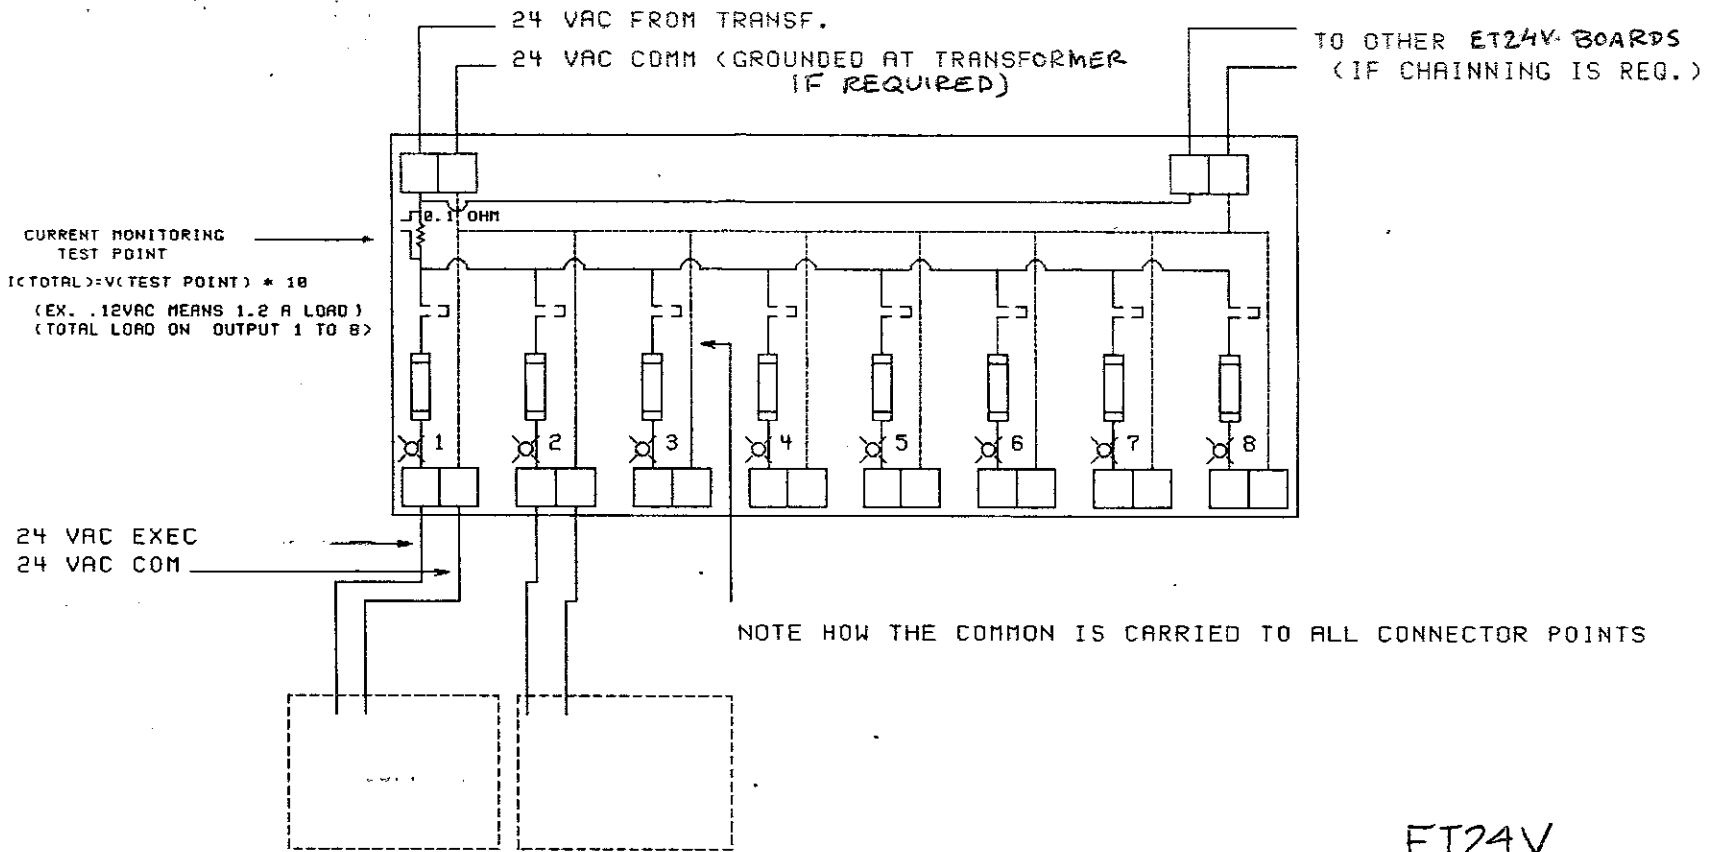 24 VAC FROM TRANSF.
24 VAC COMM (GROUNDED AT TRANSFORMER
IF REQUIRED)
TO OTHER ET24V BOARDS
(IF CHAINNING IS REQ.)
0.1 OHM
CURRENT MONITORING
TEST POINT
I(TOTAL)=V(TEST POINT) * 10
(EX. .12VAC MEANS 1.2 A LOAD)
(TOTAL LOAD ON OUTPUT 1 TO 8)
1 2 3 4 5 6 7 8
24 VAC EXEC
24 VAC COM
NOTE HOW THE COMMON IS CARRIED TO ALL CONNECTOR POINTS
ET24V